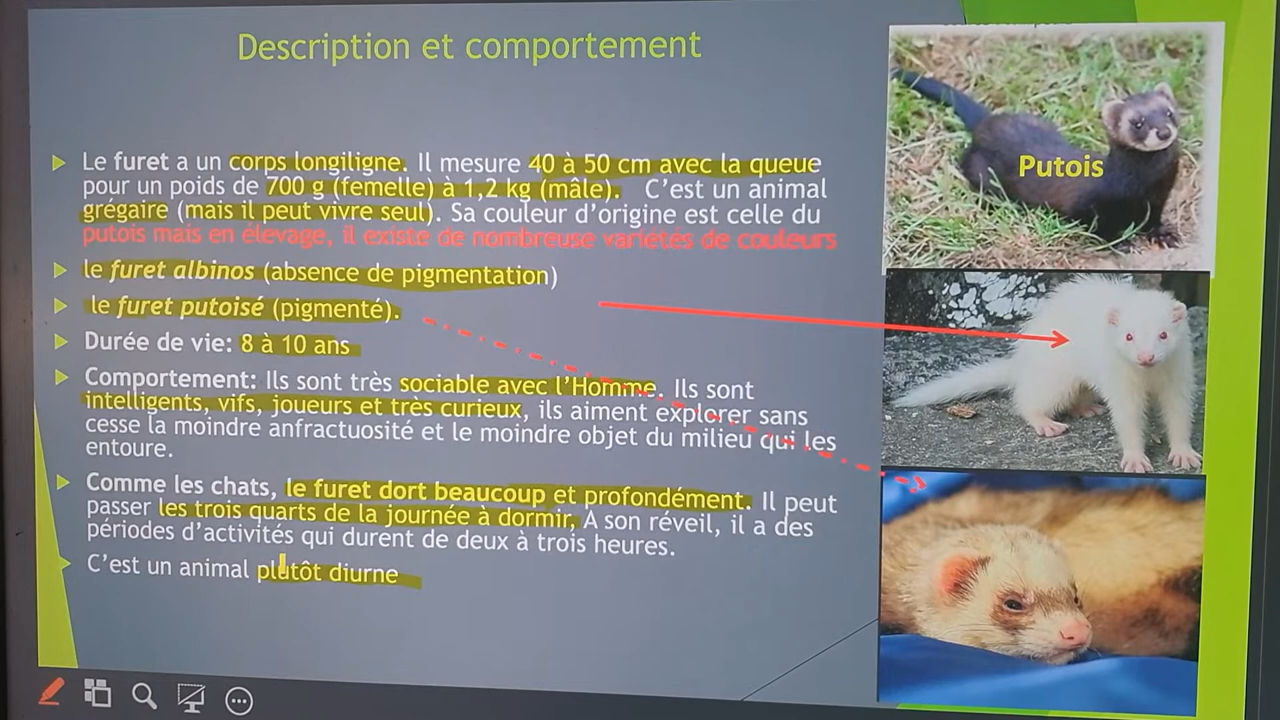 Description et comportement
Le furet a un corps longiligne. Il mesure 40 à 50 cm avec la queue
pour un poids de 700 g (femelle) à 1,2 kg (mâle). C'est un animal
grégaire (mais il peut vivre seul). Sa couleur d'origine est celle du
putois mais en élevage, il existe de nombreuse variétés de couleurs
le furet albinos (absence de pigmentation)
le furet putoisé (pigmenté).
Durée de vie: 8 à 10 ans
Comportement: Ils sont très sociable avec l'Homme. Ils sont
intelligents, vifs, joueurs et très curieux, ils aiment explorer sans
cesse la moindre anfractuosité et le moindre objet du milieu qui les
entoure.
Comme les chats, le furet dort beaucoup et profondément. Il peut
passer les trois quarts de la journée à dormir, A son réveil, il a des
périodes d'activités qui durent de deux à trois heures.
C'est un animal plutôt diurne
Putois